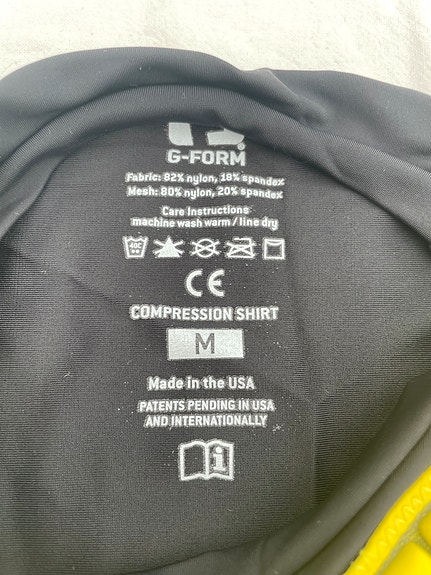 G-FORM
Fabric: 82% nylon, 18% spandex
Mesh: 80% nylon, 20% spandex
Care Instructions
machine wash warm / line dry
40C
CE
COMPRESSION SHIRT
M
Made in the USA
PATENTS PENDING IN USA
AND INTERNATIONALLY
i